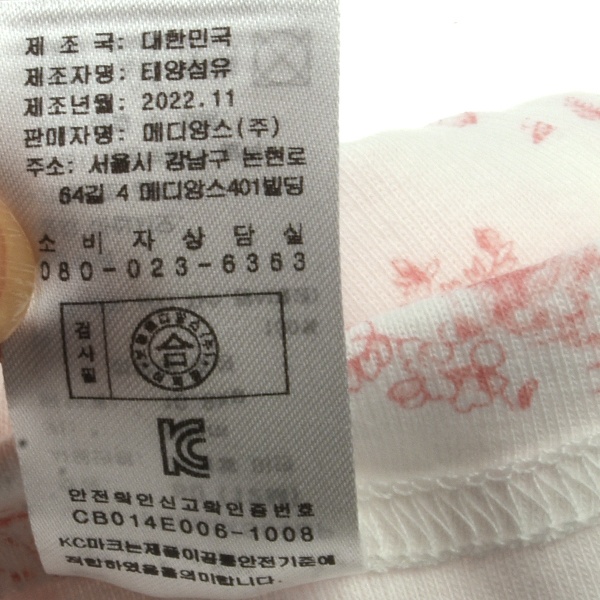 제 조 국: 대한민국
제조자명: 태양섬유
제조년월: 2022.11
판매자명: 메디앙스(주)
주소: 서울시 강남구 논현로
64길 4 메디앙스401빌딩
소 비 자 상 담 실
080-023-6363
검사필
합
KC
안전확인신고확인증번호
CB014E006-1008
KC마크는제품이공통안전기준에
적합하였음을의미합니다.